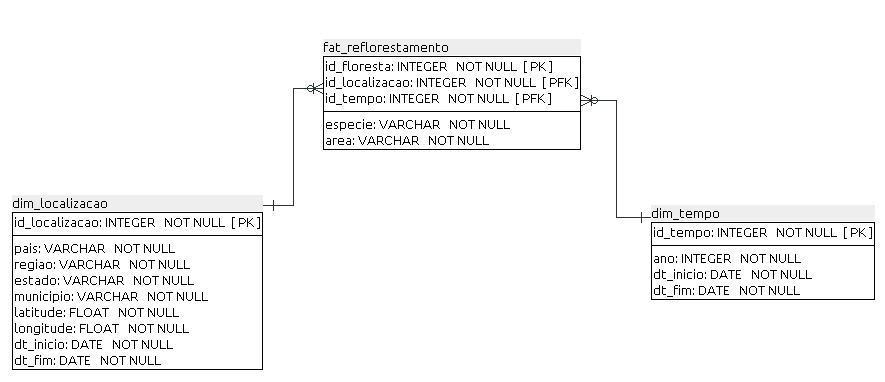 fat_reflorestamento
id_floresta: INTEGER NOT NULL [ PK ]
id_localizacao: INTEGER NOT NULL [ PFK ]
id_tempo: INTEGER NOT NULL [ PFK ]
especie: VARCHAR NOT NULL
area: VARCHAR NOT NULL
dim_localizacao
id_localizacao: INTEGER NOT NULL [ PK ]
pais: VARCHAR NOT NULL
regiao: VARCHAR NOT NULL
estado: VARCHAR NOT NULL
municipio: VARCHAR NOT NULL
latitude: FLOAT NOT NULL
longitude: FLOAT NOT NULL
dt_inicio: DATE NOT NULL
dt_fim: DATE NOT NULL
dim_tempo
id_tempo: INTEGER NOT NULL [ PK ]
ano: INTEGER NOT NULL
dt_inicio: DATE NOT NULL
dt_fim: DATE NOT NULL